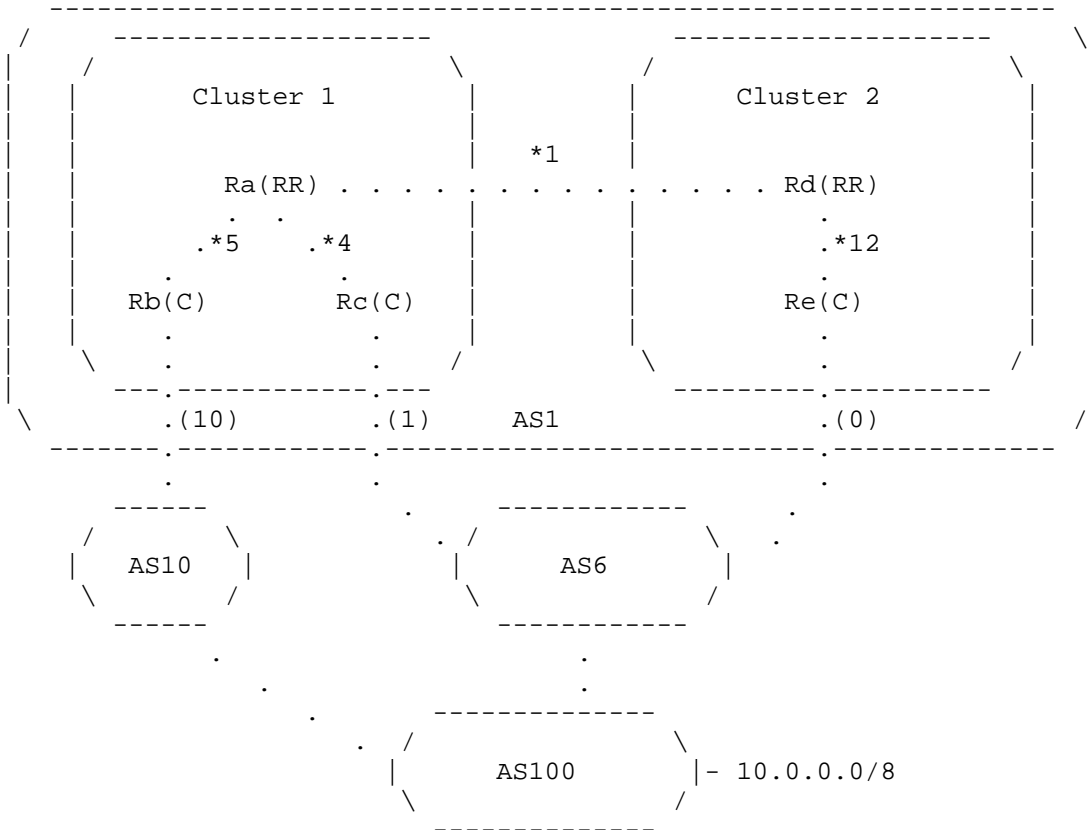 Cluster 1 Cluster 2
*1
Ra(RR) Rd(RR)
*5 *4 *12
Rb(C) Rc(C) Re(C)
(10) (1) AS1 (0)
AS10 AS6
AS100 10.0.0.0/8